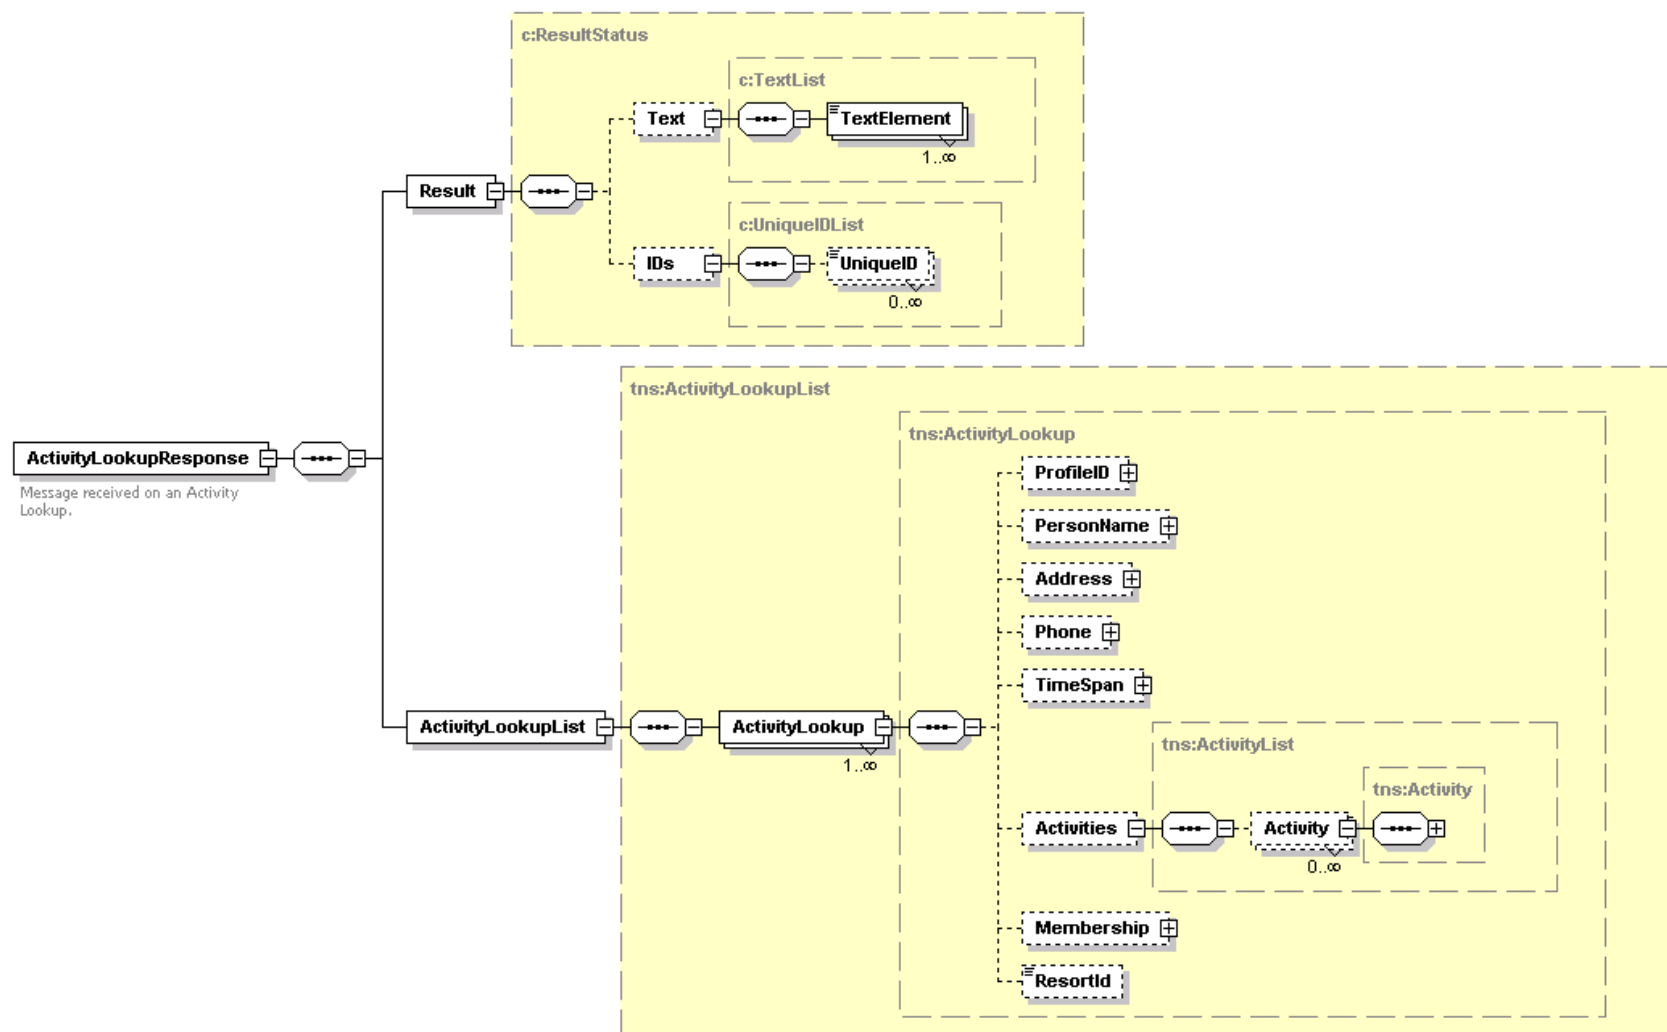 c:ResultStatus
c:TextList
Text
TextElement
1..∞
Result
c:UniqueIDList
IDs
UniqueID
0..∞
tns:ActivityLookupList
tns:ActivityLookup
ActivityLookupResponse
Message received on an Activity
Lookup.
ProfileID
PersonName
Address
Phone
TimeSpan
ActivityLookupList
ActivityLookup
1..∞
tns:ActivityList
tns:Activity
Activities
Activity
0..∞
Membership
ResortId